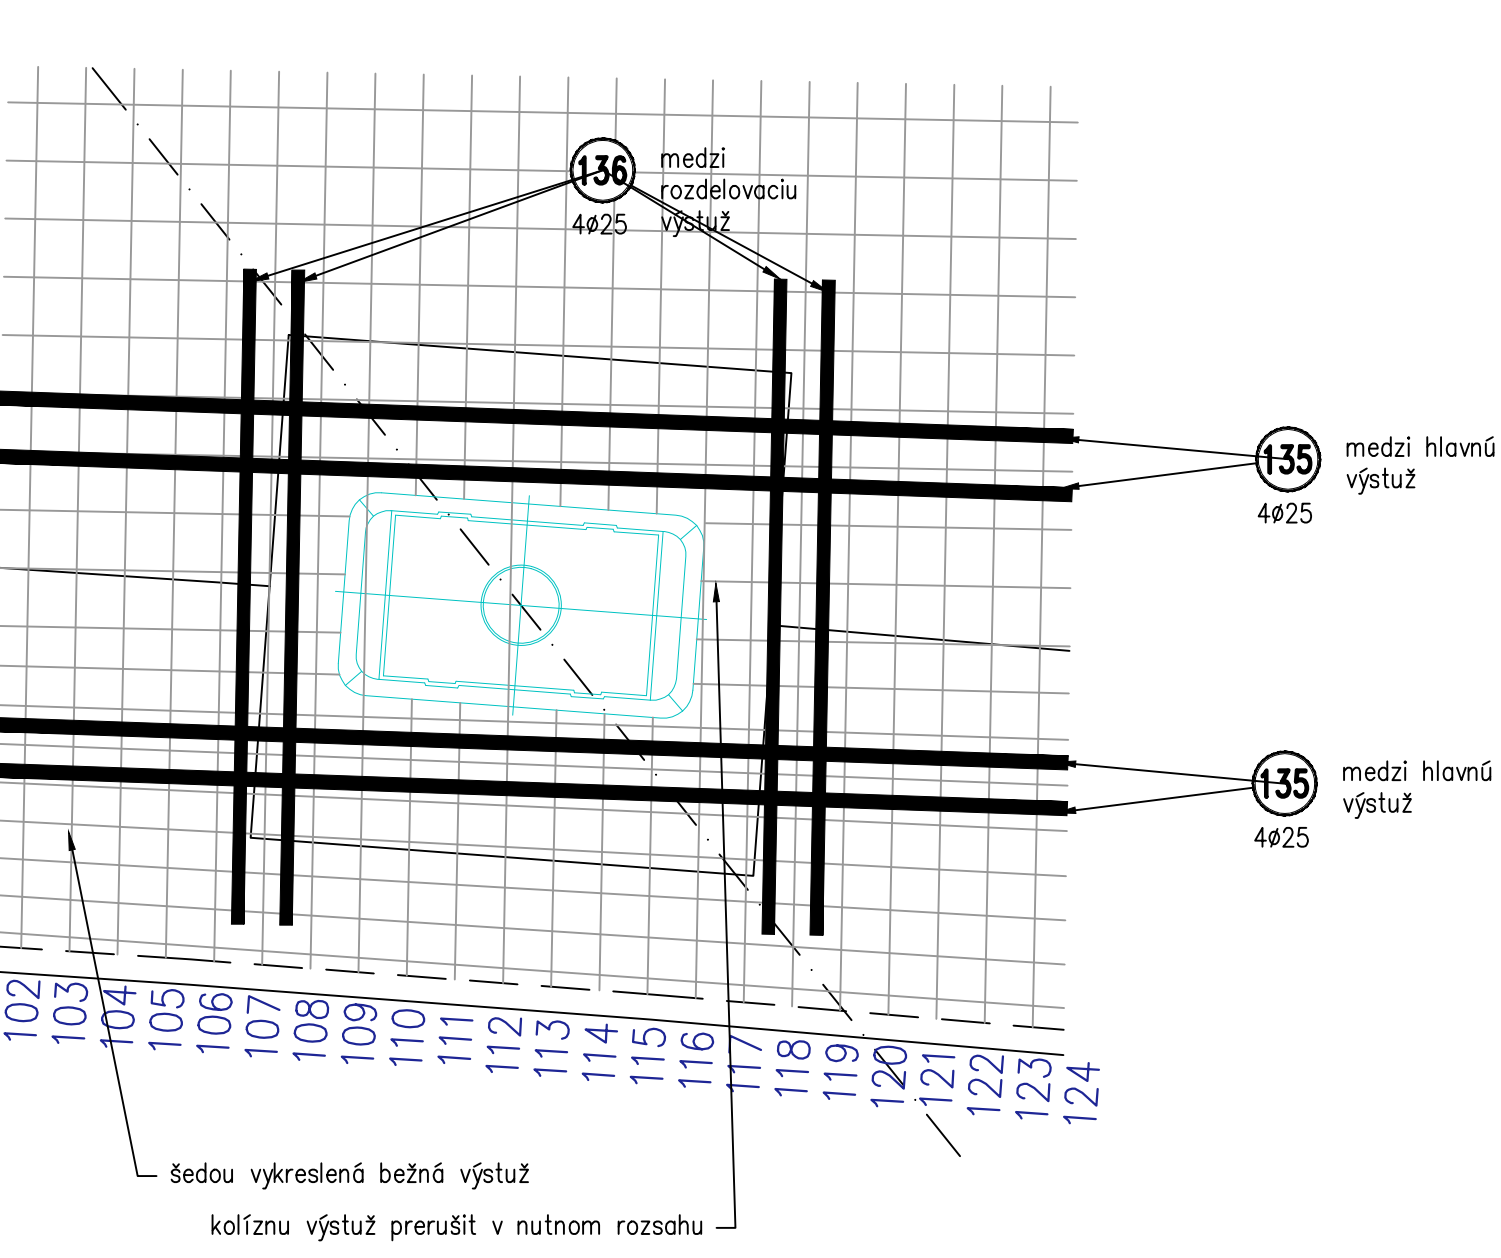 136
4ø25
medzi
rozdelovaciu
výstuž
135
4ø25
medzi hlavnú
výstuž
135
4ø25
medzi hlavnú
výstuž
102
103
104
105
106
107
108
109
110
111
112
113
114
115
116
117
118
119
120
121
122
123
124
šedou vykreslená bežná výstuž
kolíznu výstuž prerušit v nutnom rozsahu